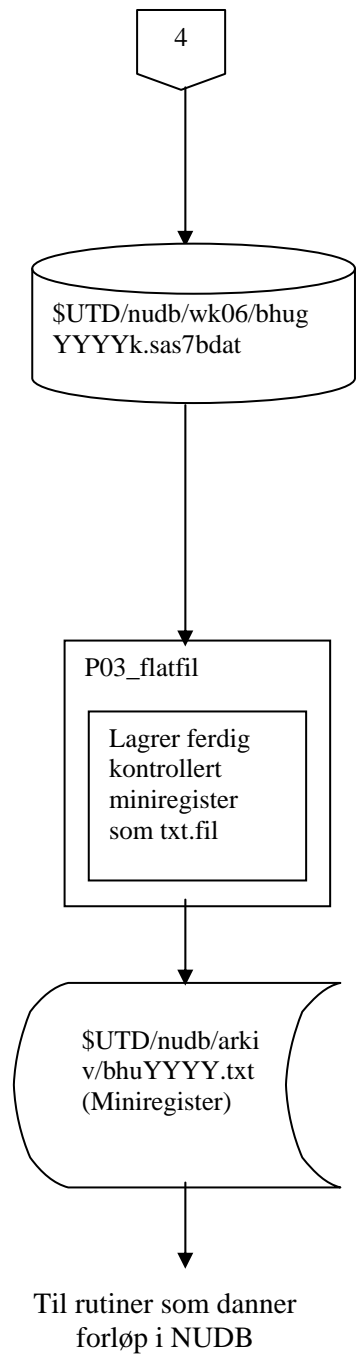 4
$UTD/nudb/wk06/bhug
YYYYk.sas7bdat
P03_flatfil
Lagrer ferdig
kontrollert
miniregister
som txt.fil
$UTD/nudb/arki
v/bhuYYYY.txt
(Miniregister)
Til rutiner som danner
forløp i NUDB